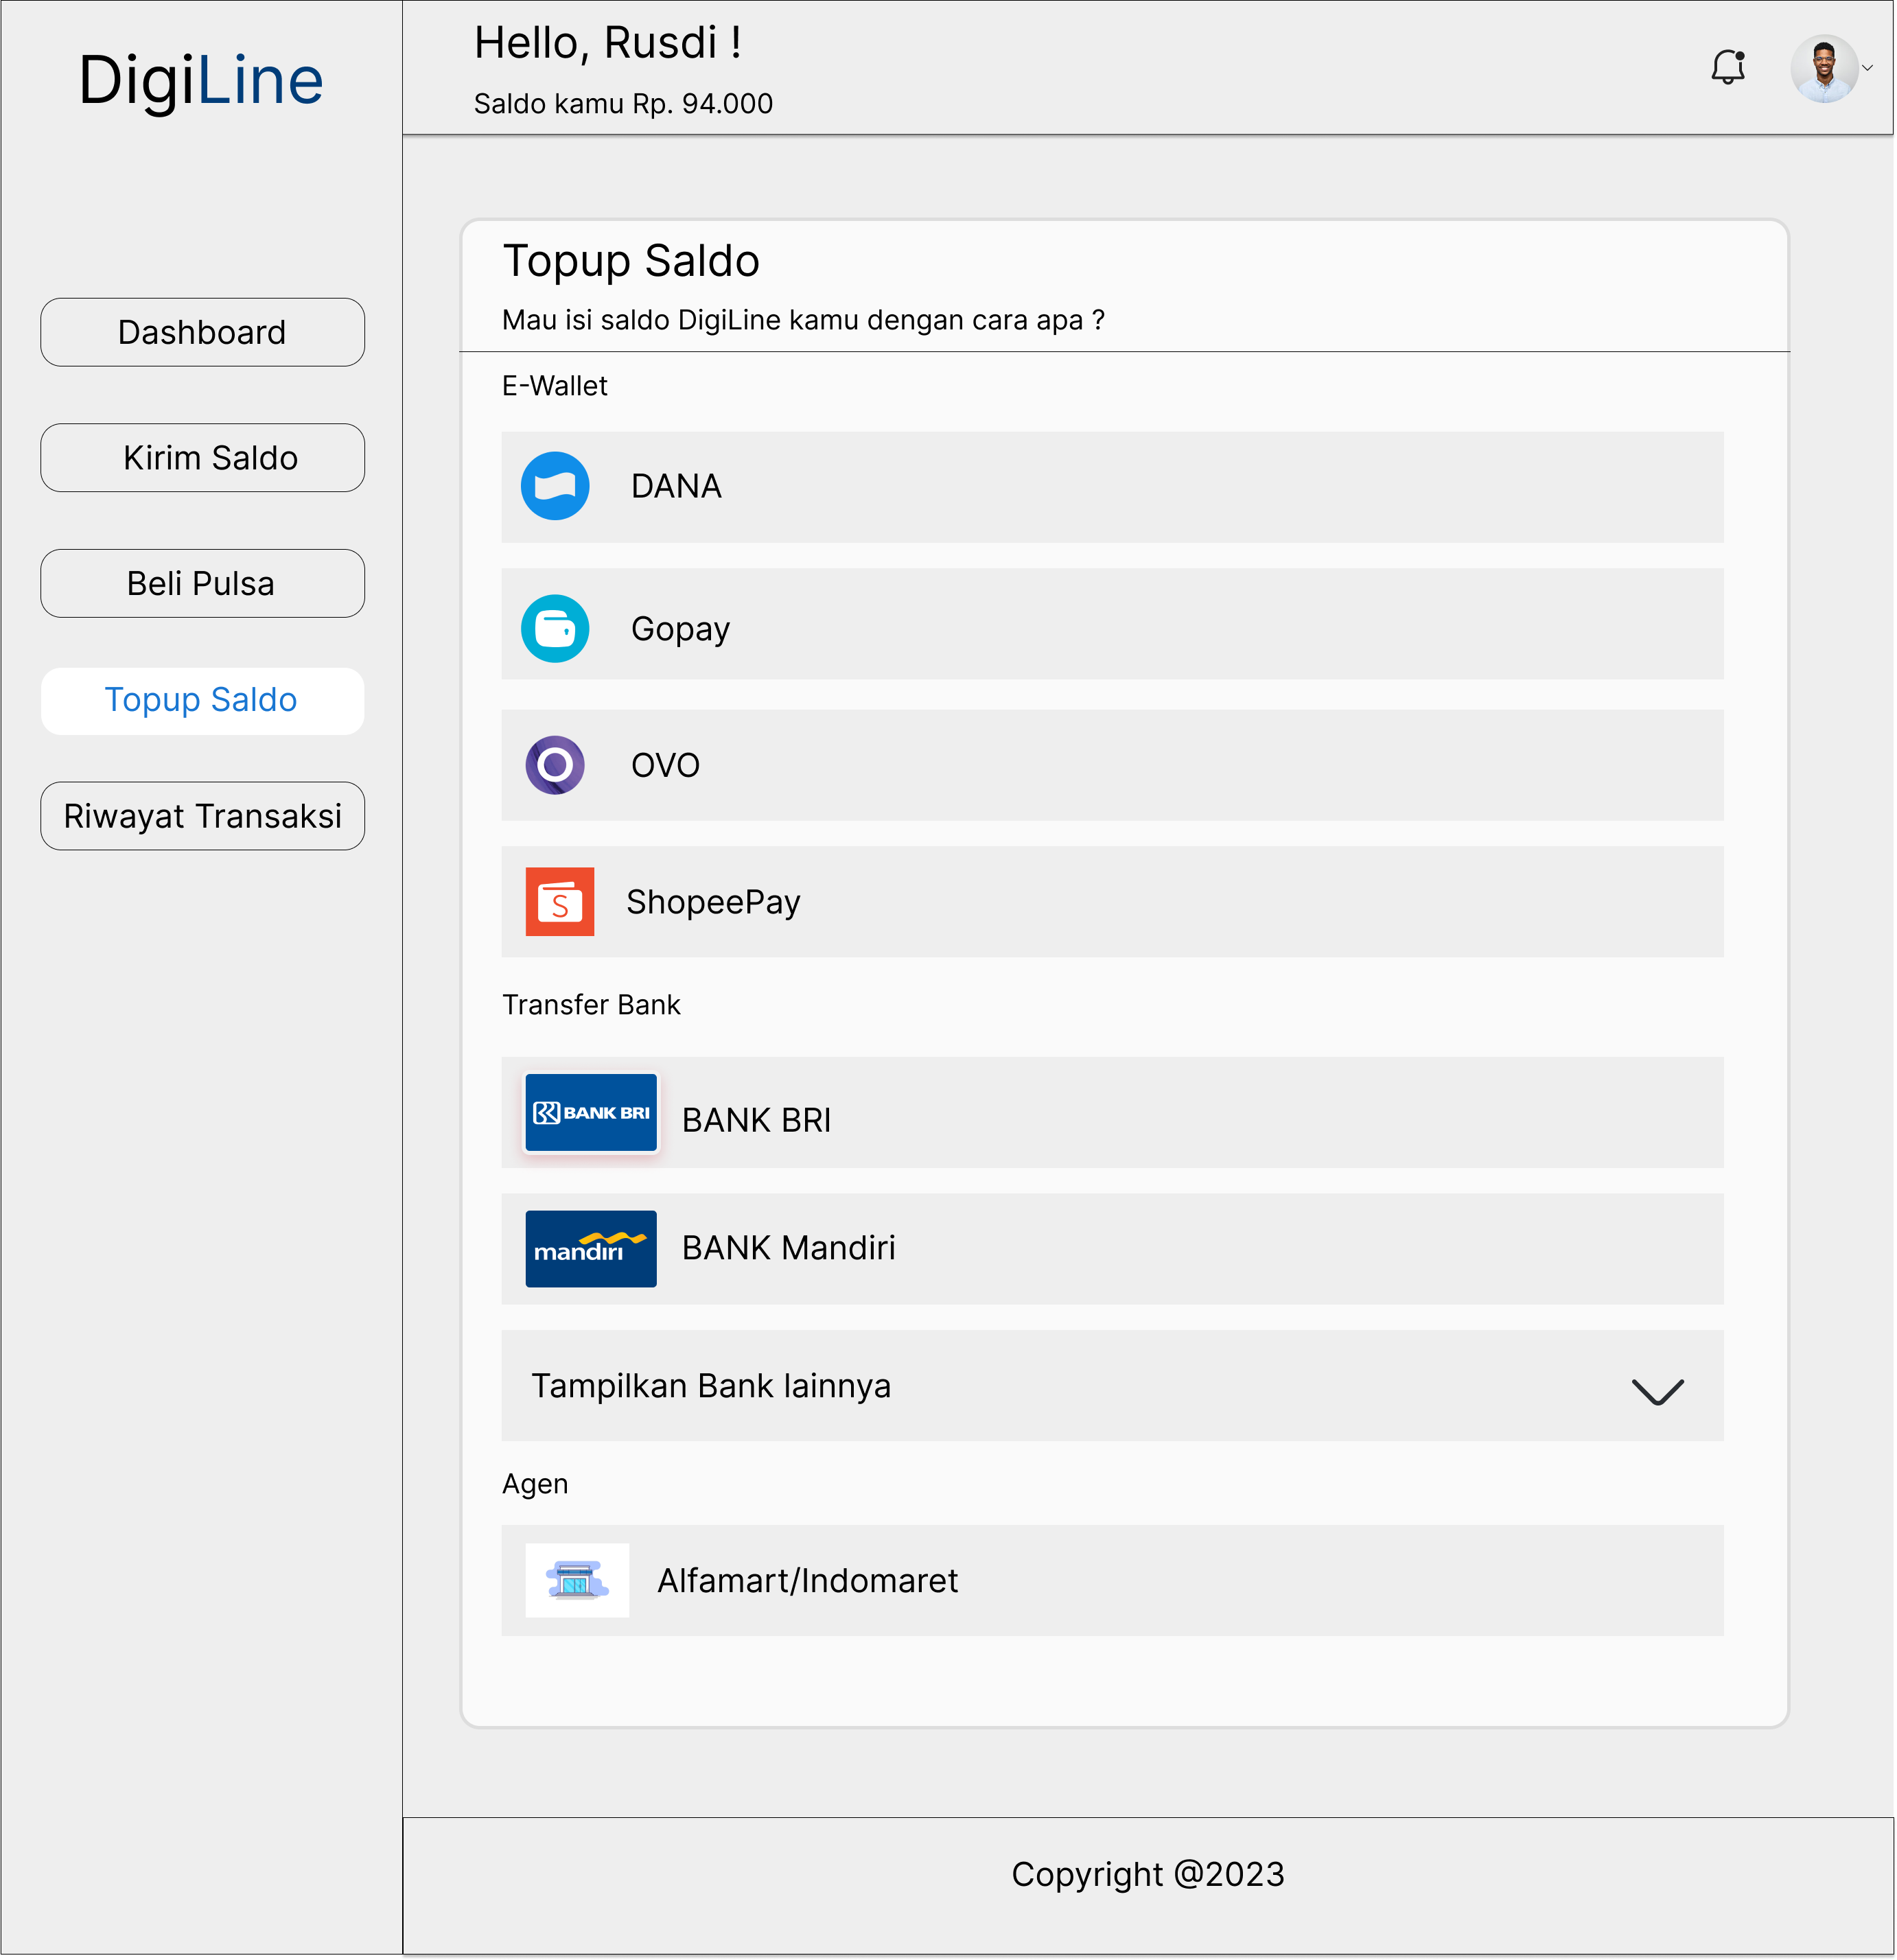 DigiLine
Hello, Rusdi !
Saldo kamu Rp. 94.000
Dashboard
Kirim Saldo
Beli Pulsa
Topup Saldo
Riwayat Transaksi
Topup Saldo
Mau isi saldo DigiLine kamu dengan cara apa ?
E-Wallet
DANA
Gopay
OVO
S
ShopeePay
Transfer Bank
BANK BRI
BANK BRI
mandiri
BANK Mandiri
Tampilkan Bank lainnya
Agen
Alfamart/Indomaret
Copyright @2023